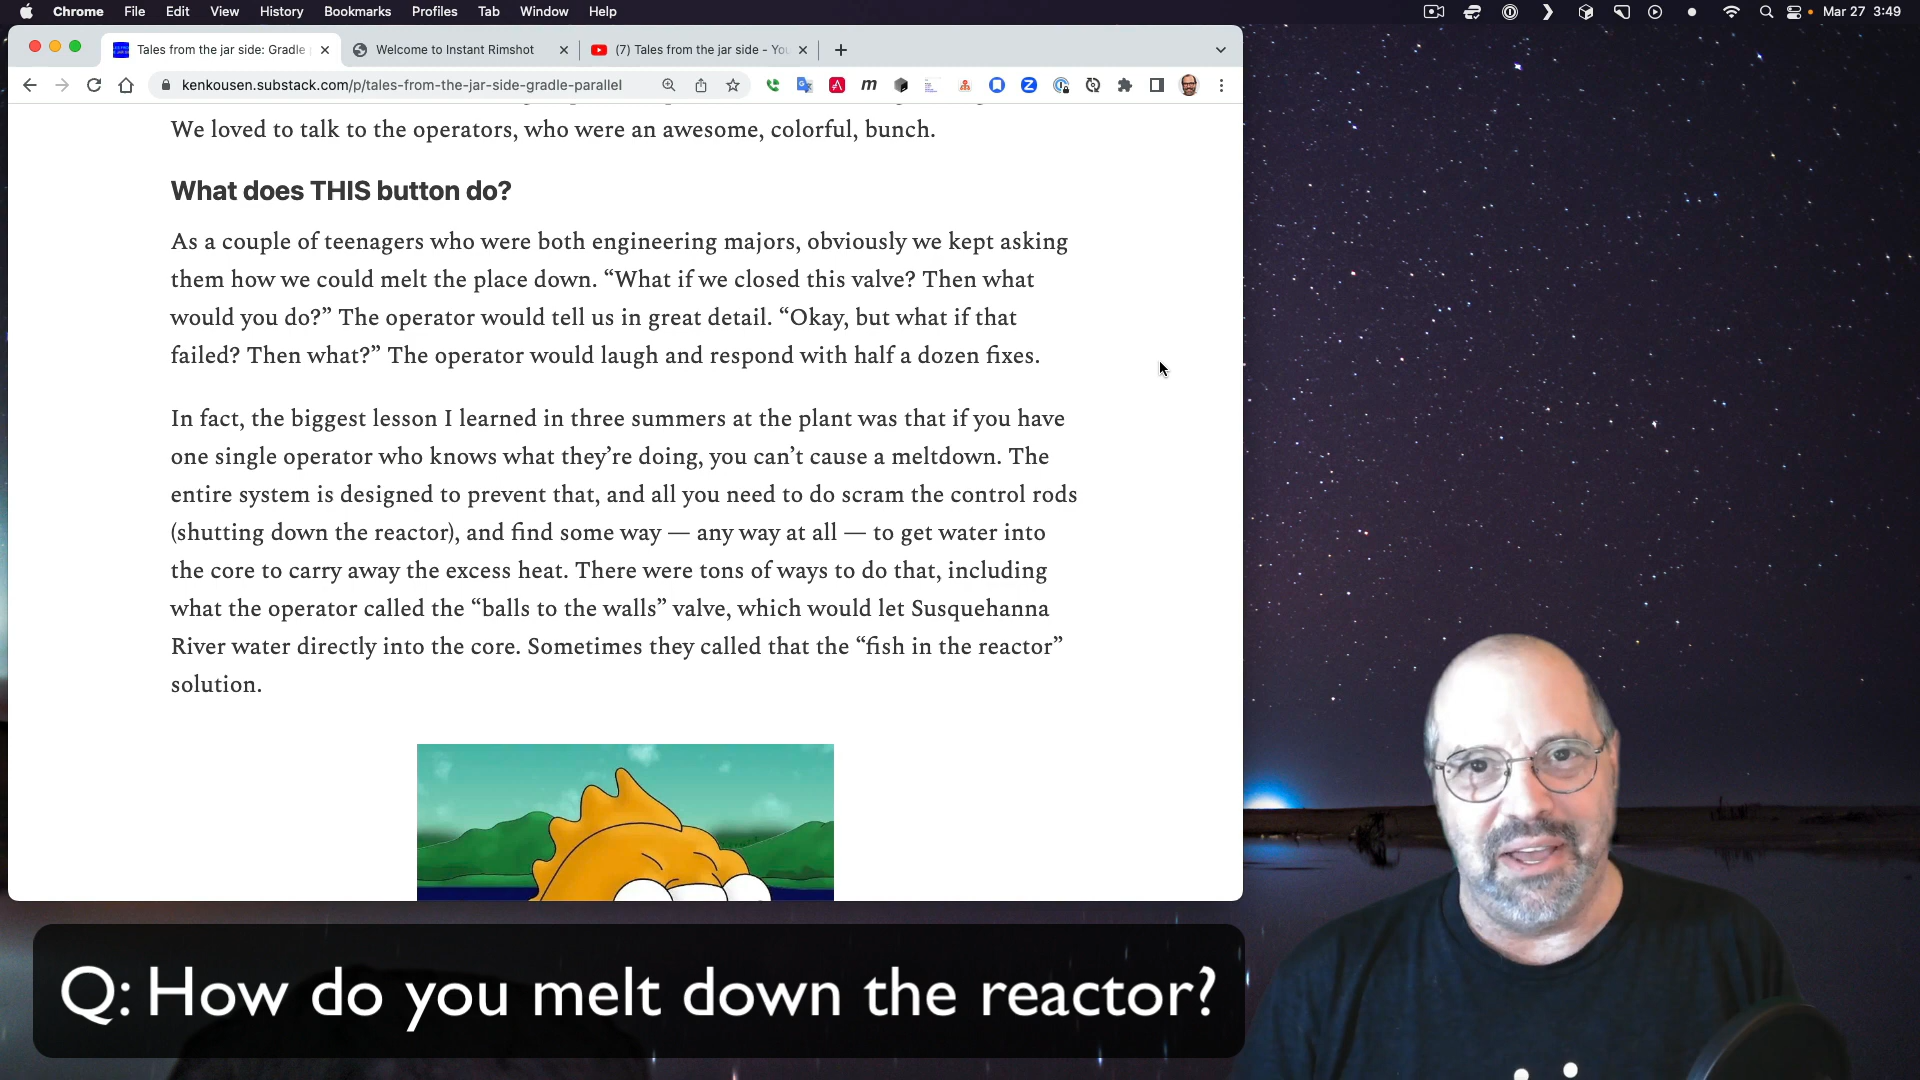 Chrome File Edit View History Bookmarks Profiles Tab Window Help Mar 27 3:49
Tales from the jar side: Gradle Welcome to Instant Rimshot (7) Tales from the jar side - You
kenkousen.substack.com/p/tales-from-the-jar-side-gradle-parallel
We loved to talk to the operators, who were an awesome, colorful, bunch.
What does THIS button do?
As a couple of teenagers who were both engineering majors, obviously we kept asking
them how we could melt the place down. “What if we closed this valve? Then what
would you do?” The operator would tell us in great detail. “Okay, but what if that
failed? Then what?” The operator would laugh and respond with half a dozen fixes.
In fact, the biggest lesson I learned in three summers at the plant was that if you have
one single operator who knows what they’re doing, you can’t cause a meltdown. The
entire system is designed to prevent that, and all you need to do scram the control rods
(shutting down the reactor), and find some way — any way at all — to get water into
the core to carry away the excess heat. There were tons of ways to do that, including
what the operator called the “balls to the walls” valve, which would let Susquehanna
River water directly into the core. Sometimes they called that the “fish in the reactor”
solution.
Q: How do you melt down the reactor?